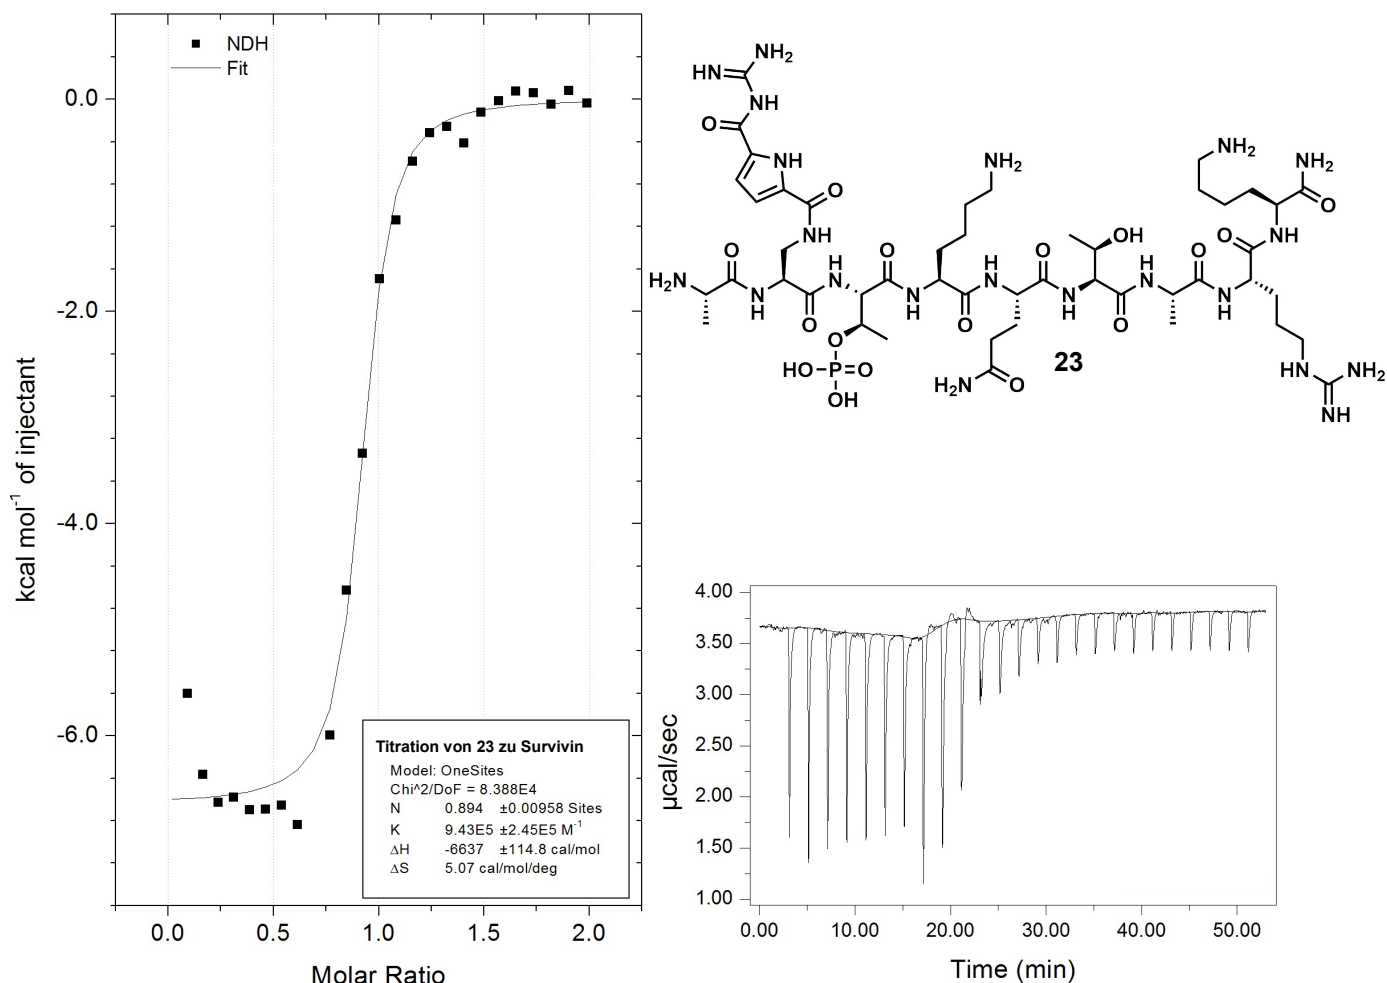 NDH
Fit
0.0
-2.0
-4.0
-6.0
kcal mol-1 of injectant
Titration von 23 zu Survivin
Model: OneSites
Chi^2/DoF = 8.388E4
N 0.894 ±0.00958 Sites
K 9.43E5 ±2.45E5 M-1
ΔH -6637 ±114.8 cal/mol
ΔS 5.07 cal/mol/deg
0.0 0.5 1.0 1.5 2.0
Molar Ratio
NH2
HN
NH
O
NH
O
NH
NH2
NH2
NH2
O
O
NH
H2N
O
N
H
O
H
N
O
N
H
O
H
N
O
N
H
OH
O
H
N
O
N
H
O
O
HO-P=O
OH
H2N
O
23
HN
NH2
NH
4.00
3.50
3.00
2.50
2.00
1.50
1.00
µcal/sec
0.00 10.00 20.00 30.00 40.00 50.00
Time (min)